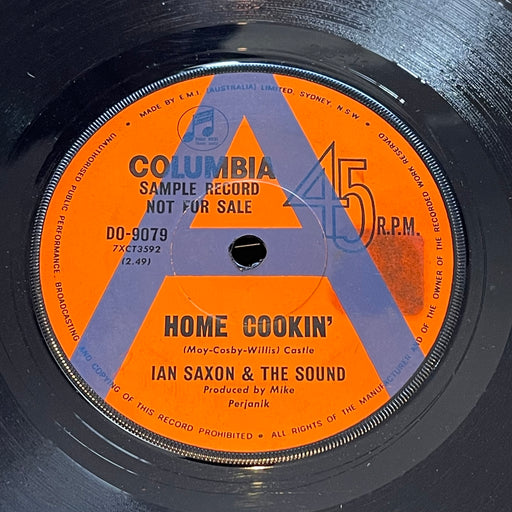 MADE BY E.M.I. (AUSTRALIA) LIMITED, SYDNEY, N.S.W.
UNAUTHORISED PUBLIC PERFORMANCE BROADCASTING AND COPYING OF THIS RECORD PROHIBITED • ALL RIGHTS OF THE MANUFACTURER AND OF THE OWNER OF THE RECORDED WORK RESERVED
A
COLUMBIA
SAMPLE RECORD
NOT FOR SALE
45
R.P.M.
DO-9079
7XCT3592
(2.49)
HOME COOKIN'
(Moy-Cosby-Willis) Castle
IAN SAXON & THE SOUND
Produced by Mike
Perjanik